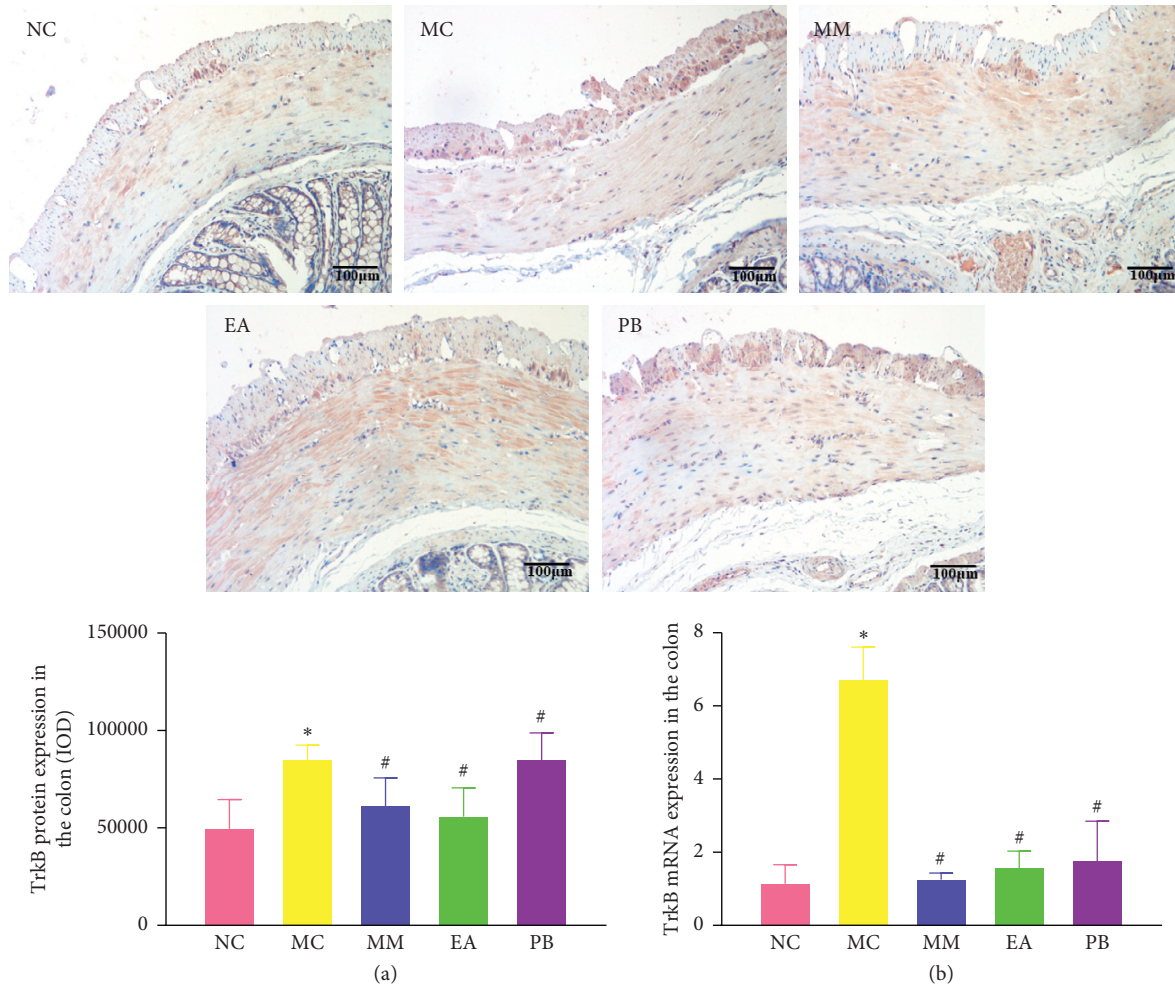 NC
MC
MM
100μm
100μm
100μm
EA
PB
100μm
100μm
TrkB protein expression in
the colon (IOD)
150000
100000
50000
0
*
#
#
#
NC MC MM EA PB
(a)
TrkB mRNA expression in the colon
8
6
4
2
0
*
#
#
#
NC MC MM EA PB
(b)